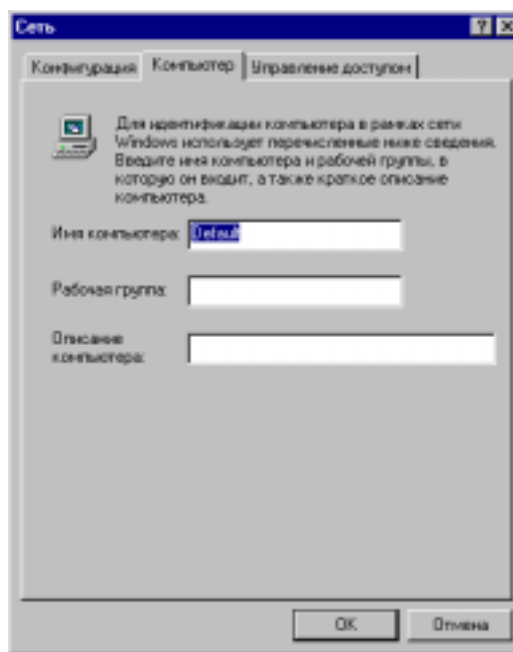 Сеть
Конфигурация Компьютер Управление доступом
Для идентификации компьютера в рамках сети
Windows использует перечисленные ниже сведения.
Введите имя компьютера и рабочей группы, в
которую он входит, а также краткое описание
компьютера.
Имя компьютера: Default
Рабочая группа:
Описание
компьютера:
OK Отмена